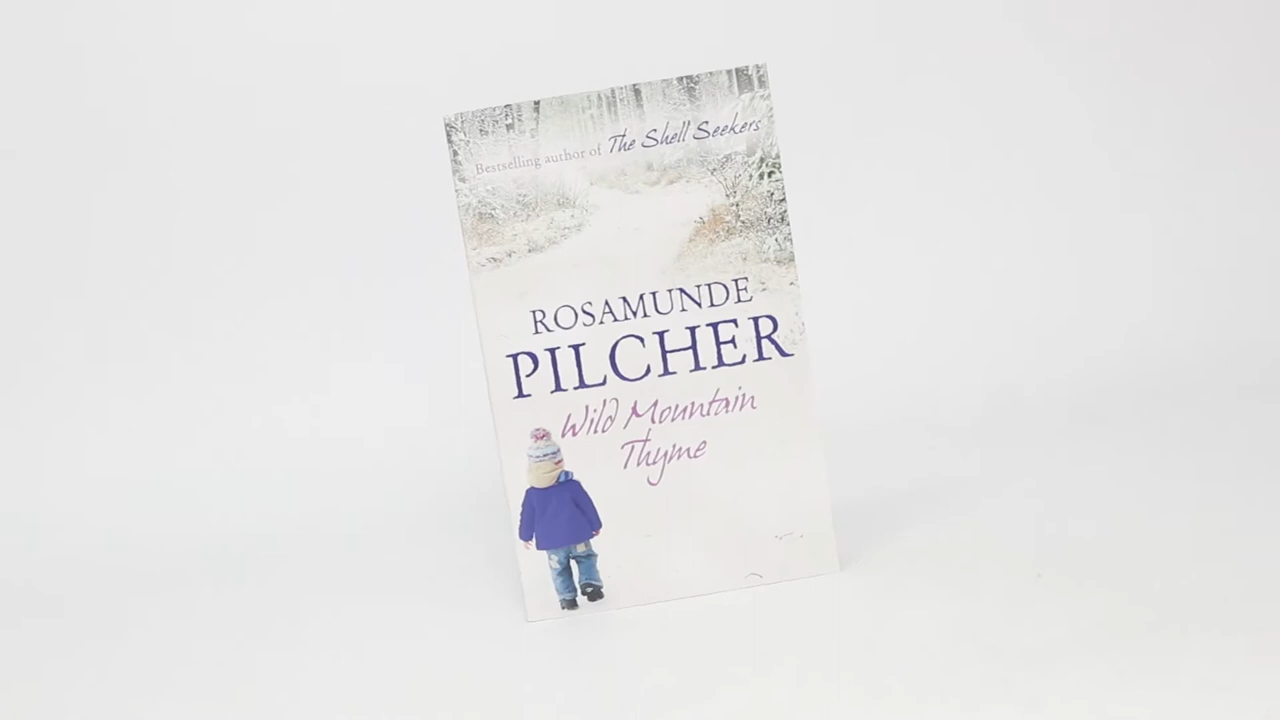 Bestselling author of The Shell Seekers
ROSAMUNDE
PILCHER
Wild Mountain
Thyme